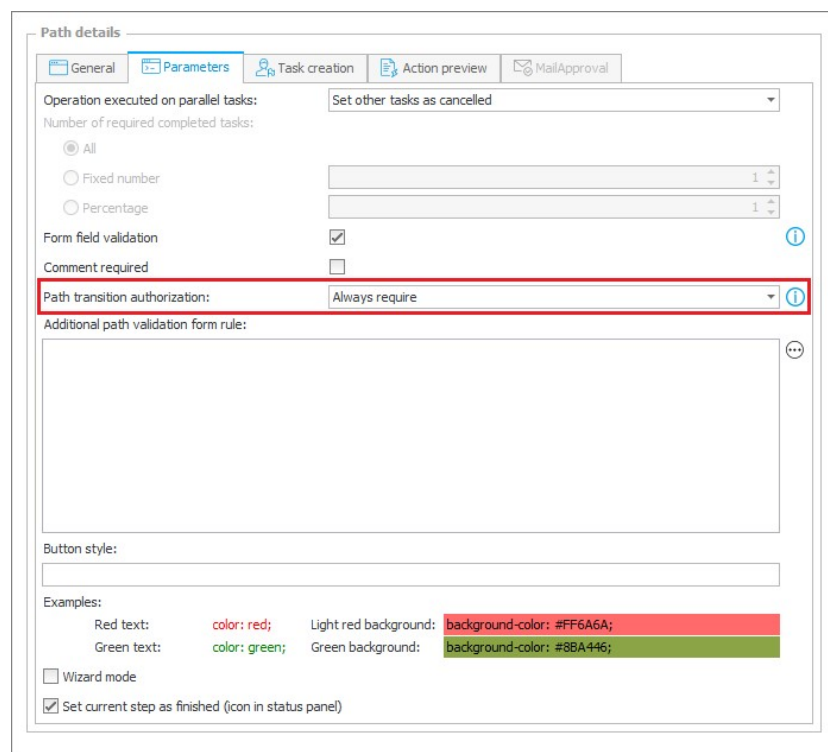 Path details
General Parameters Task creation Action preview MailApproval
Operation executed on parallel tasks: Set other tasks as cancelled
Number of required completed tasks:
All
Fixed number 1
Percentage 1
Form field validation
Comment required
Path transition authorization: Always require
Additional path validation form rule:
Button style:
Examples:
Red text: color: red; Light red background: background-color: #FF6A6A;
Green text: color: green; Green background: background-color: #8BA446;
Wizard mode
Set current step as finished (icon in status panel)